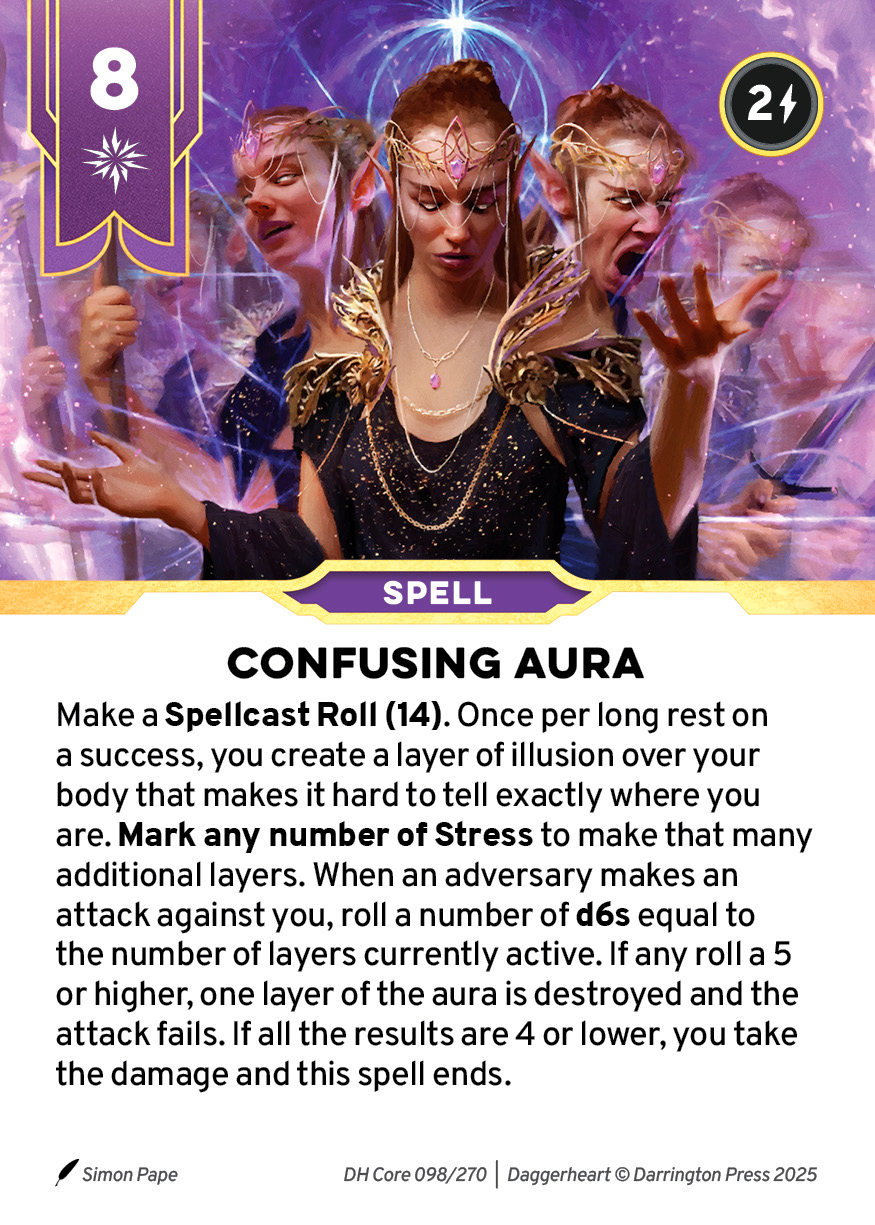 8
2
SPELL
CONFUSING AURA
Make a Spellcast Roll (14). Once per long rest on
a success, you create a layer of illusion over your
body that makes it hard to tell exactly where you
are. Mark any number of Stress to make that many
additional layers. When an adversary makes an
attack against you, roll a number of d6s equal to
the number of layers currently active. If any roll a 5
or higher, one layer of the aura is destroyed and the
attack fails. If all the results are 4 or lower, you take
the damage and this spell ends.
Simon Pape
DH Core 098/270 | Daggerheart © Darrington Press 2025